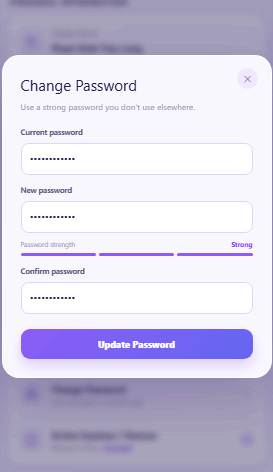 Change Password
Use a strong password you don't use elsewhere.
Current password
••••••••••••
New password
••••••••••••
Password strength Strong
Confirm password
••••••••••••
Update Password
Change Password